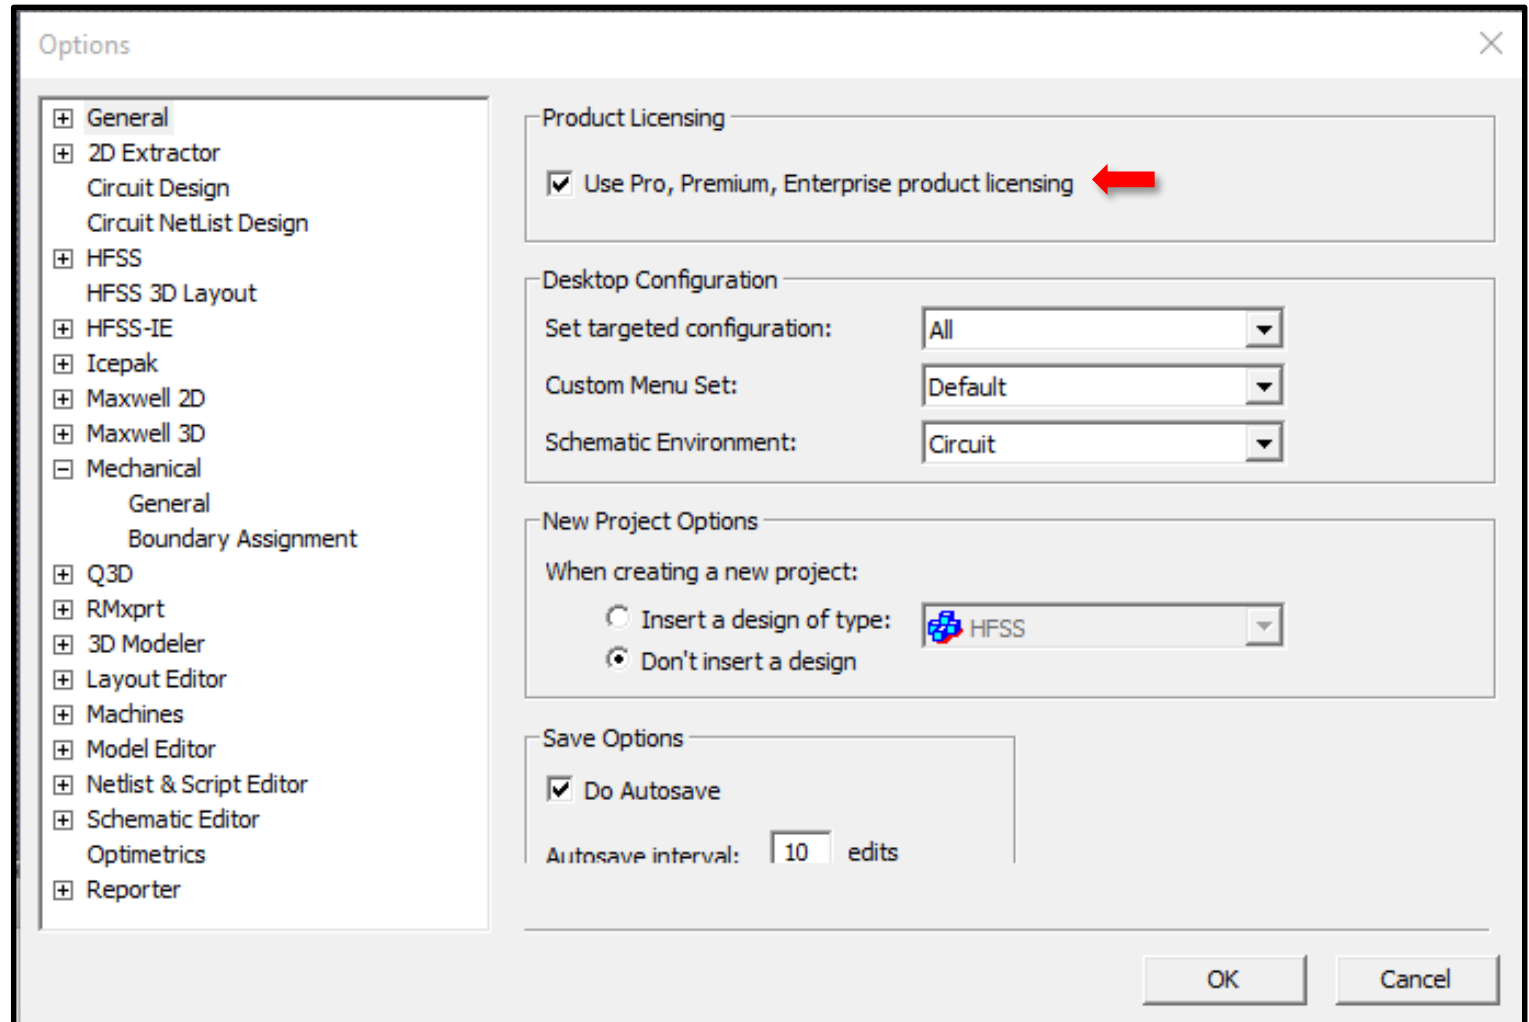 Options
General
2D Extractor
Circuit Design
Circuit NetList Design
HFSS
HFSS 3D Layout
HFSS-IE
Icepak
Maxwell 2D
Maxwell 3D
Mechanical
General
Boundary Assignment
Q3D
RMxprt
3D Modeler
Layout Editor
Machines
Model Editor
Netlist & Script Editor
Schematic Editor
Optimetrics
Reporter
Product Licensing
Use Pro, Premium, Enterprise product licensing
Desktop Configuration
Set targeted configuration: All
Custom Menu Set: Default
Schematic Environment: Circuit
New Project Options
When creating a new project:
Insert a design of type: HFSS
Don't insert a design
Save Options
Do Autosave
Autosave interval: 10 edits
OK Cancel